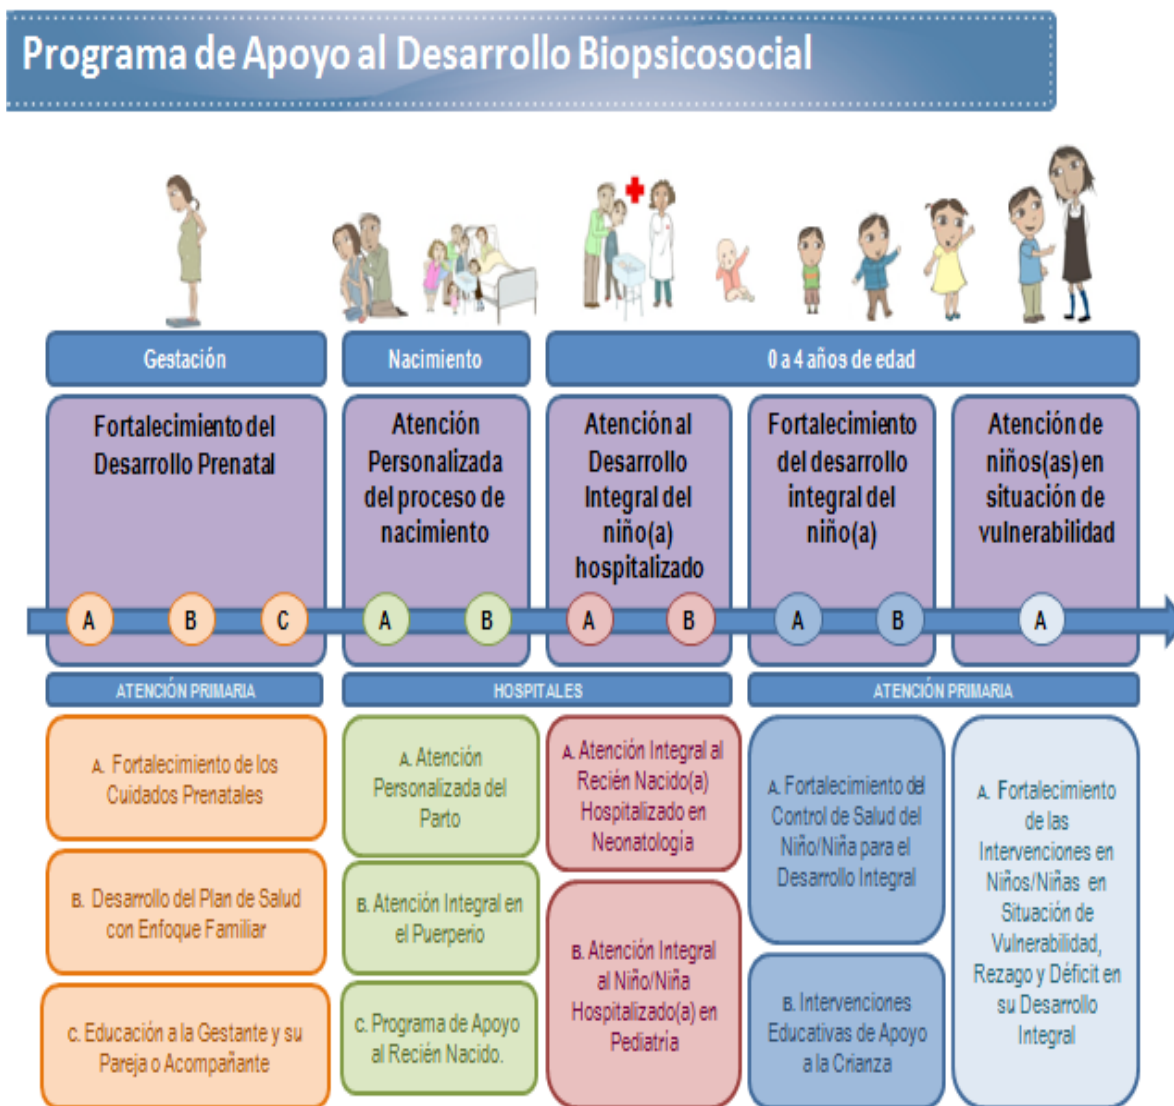 Programa de Apoyo al Desarrollo Biopsicosocial
Gestación
Nacimiento
0 a 4 años de edad
Fortalecimiento del
Desarrollo Prenatal
Atención
Personalizada
del proceso de
nacimiento
Atención al
Desarrollo
Integral del
niño(a)
hospitalizado
Fortalecimiento
del desarrollo
integral del
niño(a)
Atención de
niños(as) en
situación de
vulnerabilidad
A
B
C
A
B
A
B
A
B
A
ATENCIÓN PRIMARIA
HOSPITALES
ATENCIÓN PRIMARIA
A. Fortalecimiento de los
Cuidados Prenatales
B. Desarrollo del Plan de Salud
con Enfoque Familiar
C. Educación a la Gestante y su
Pareja o Acompañante
A. Atención
Personalizada del
Parto
B. Atención Integral en
el Puerperio
C. Programa de Apoyo
al Recién Nacido.
A. Atención Integral al
Recién Nacido(a)
Hospitalizado en
Neonatología
B. Atención Integral
al Niño/Niña
Hospitalizado(a) en
Pediatría
A. Fortalecimiento del
Control de Salud del
Niño/Niña para el
Desarrollo Integral
B. Intervenciones
Educativas de Apoyo
a la Crianza
A. Fortalecimiento
de las
Intervenciones en
Niños/Niñas en
Situación de
Vulnerabilidad,
Rezago y Déficit en
su Desarrollo
Integral